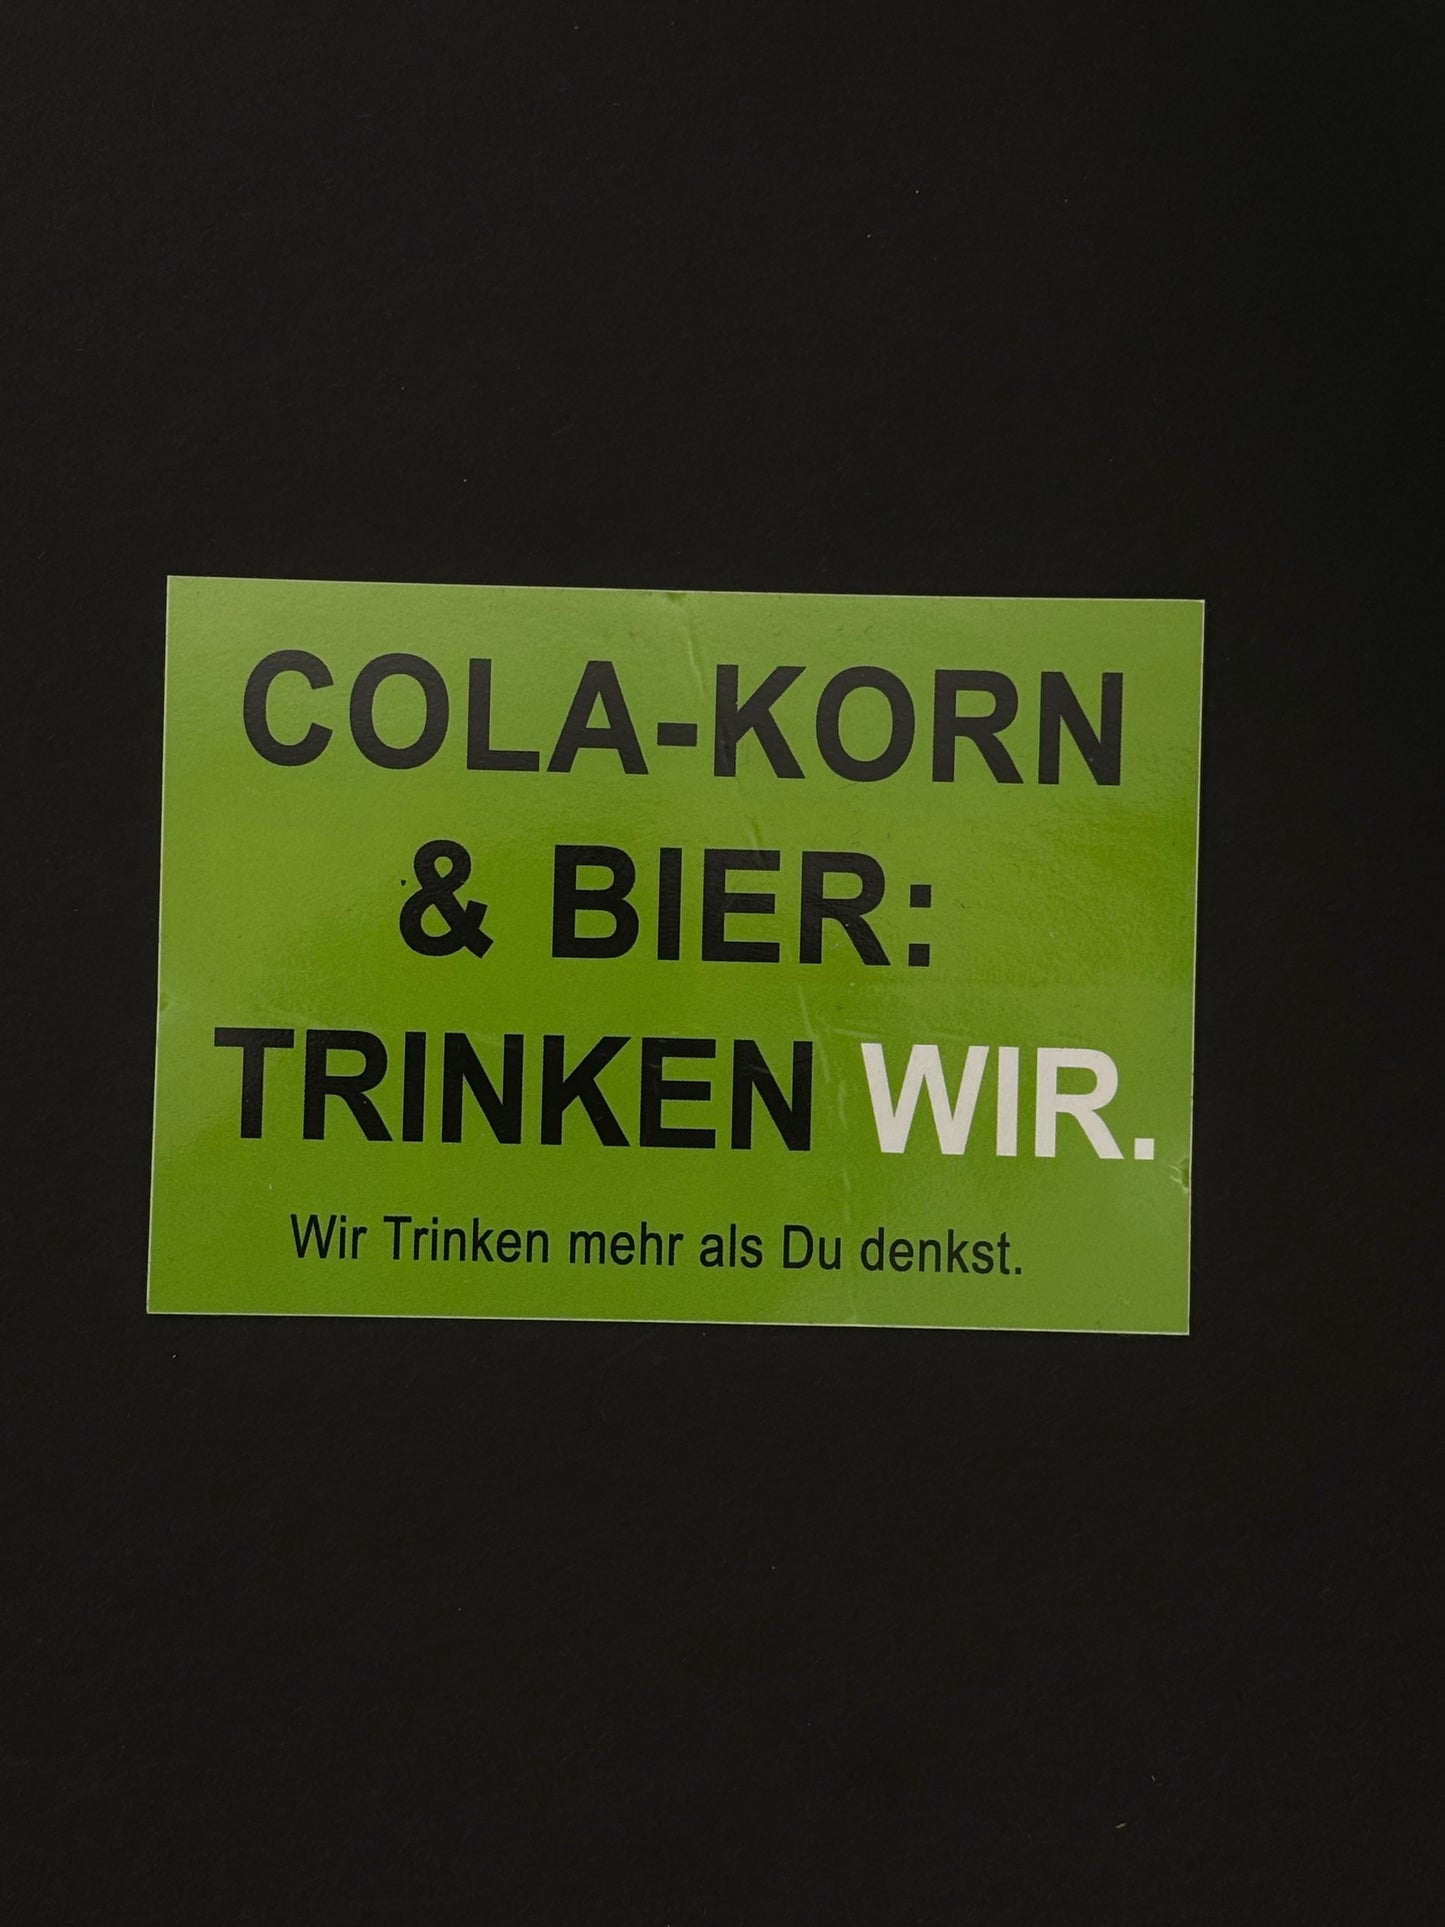 COLA-KORN
& BIER:
TRINKEN WIR.
Wir Trinken mehr als Du denkst.